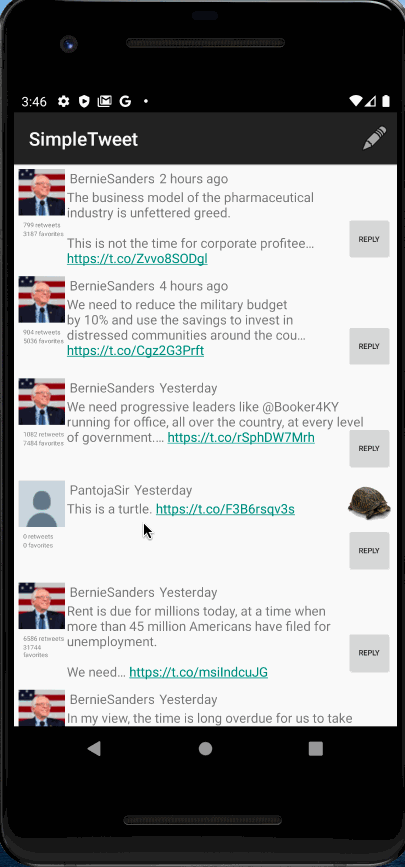 3:46
SimpleTweet
BernieSanders 2 hours ago
The business model of the pharmaceutical
industry is unfettered greed.
This is not the time for corporate profitee…
https://t.co/Zvvo8SODgl
799 retweets
3187 favorites
REPLY
BernieSanders 4 hours ago
We need to reduce the military budget
by 10% and use the savings to invest in
distressed communities around the cou…
https://t.co/Cgz2G3Prft
904 retweets
5036 favorites
REPLY
BernieSanders Yesterday
We need progressive leaders like @Booker4KY
running for office, all over the country, at every level
of government.… https://t.co/rSphDW7Mrh
1082 retweets
7484 favorites
REPLY
PantojaSir Yesterday
This is a turtle. https://t.co/F3B6rsqv3s
0 retweets
0 favorites
REPLY
BernieSanders Yesterday
Rent is due for millions today, at a time when
more than 45 million Americans have filed for
unemployment.
We need… https://t.co/msiIndcuJG
6586 retweets
31744
favorites
REPLY
BernieSanders Yesterday
In my view, the time is long overdue for us to take